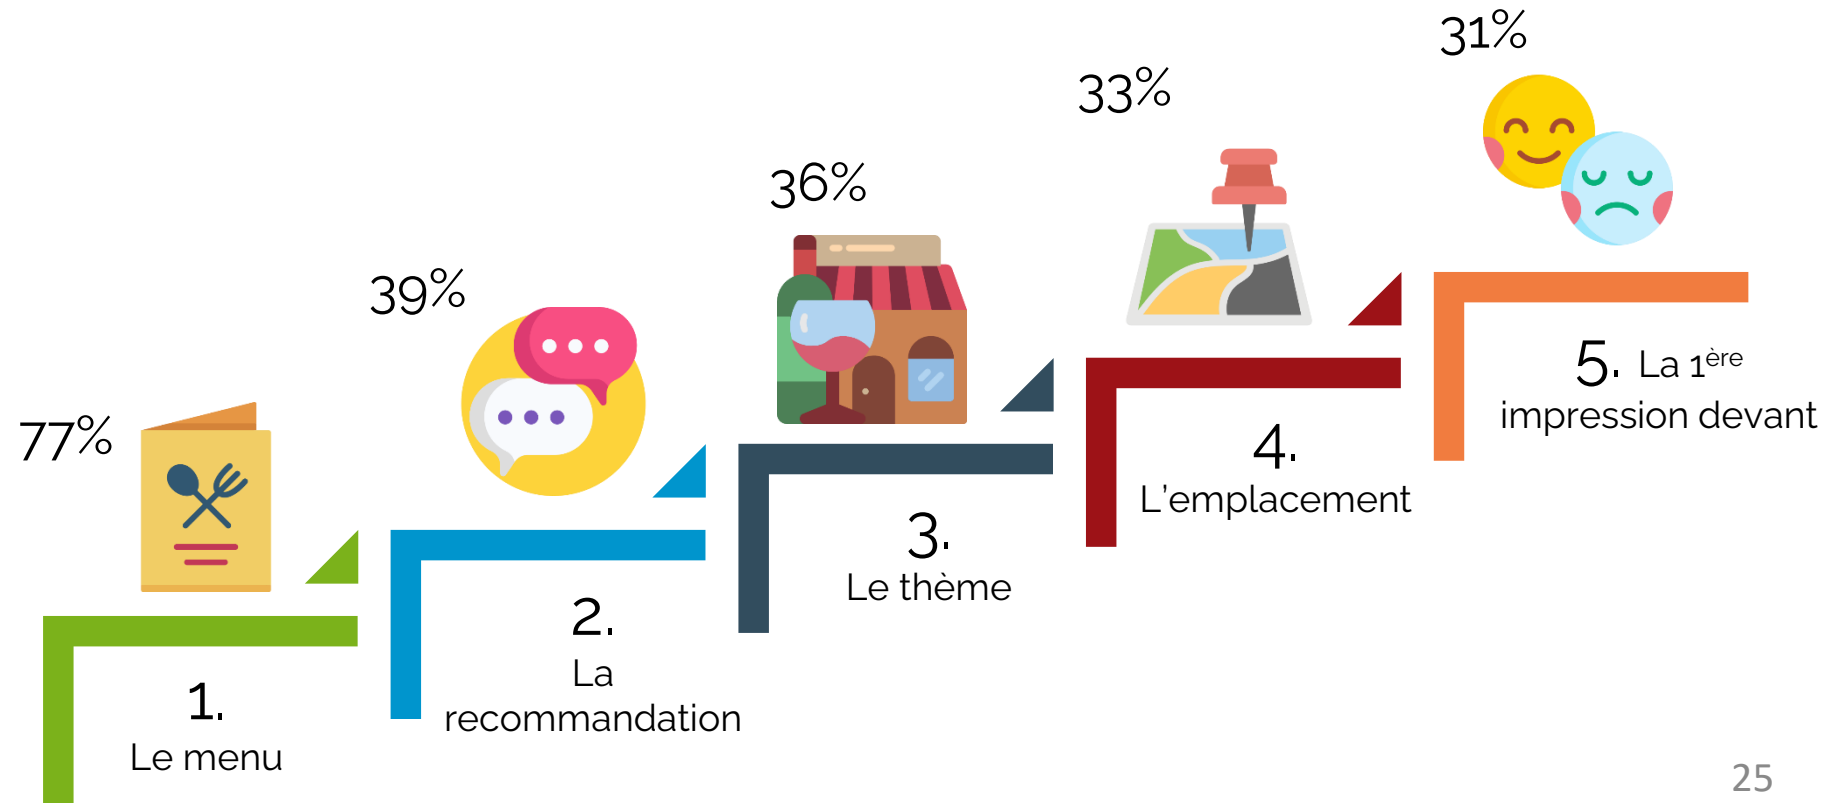 77%
1.
Le menu
39%
2.
La
recommandation
36%
3.
Le thème
33%
4.
L'emplacement
31%
5. La 1ère
impression devant
25